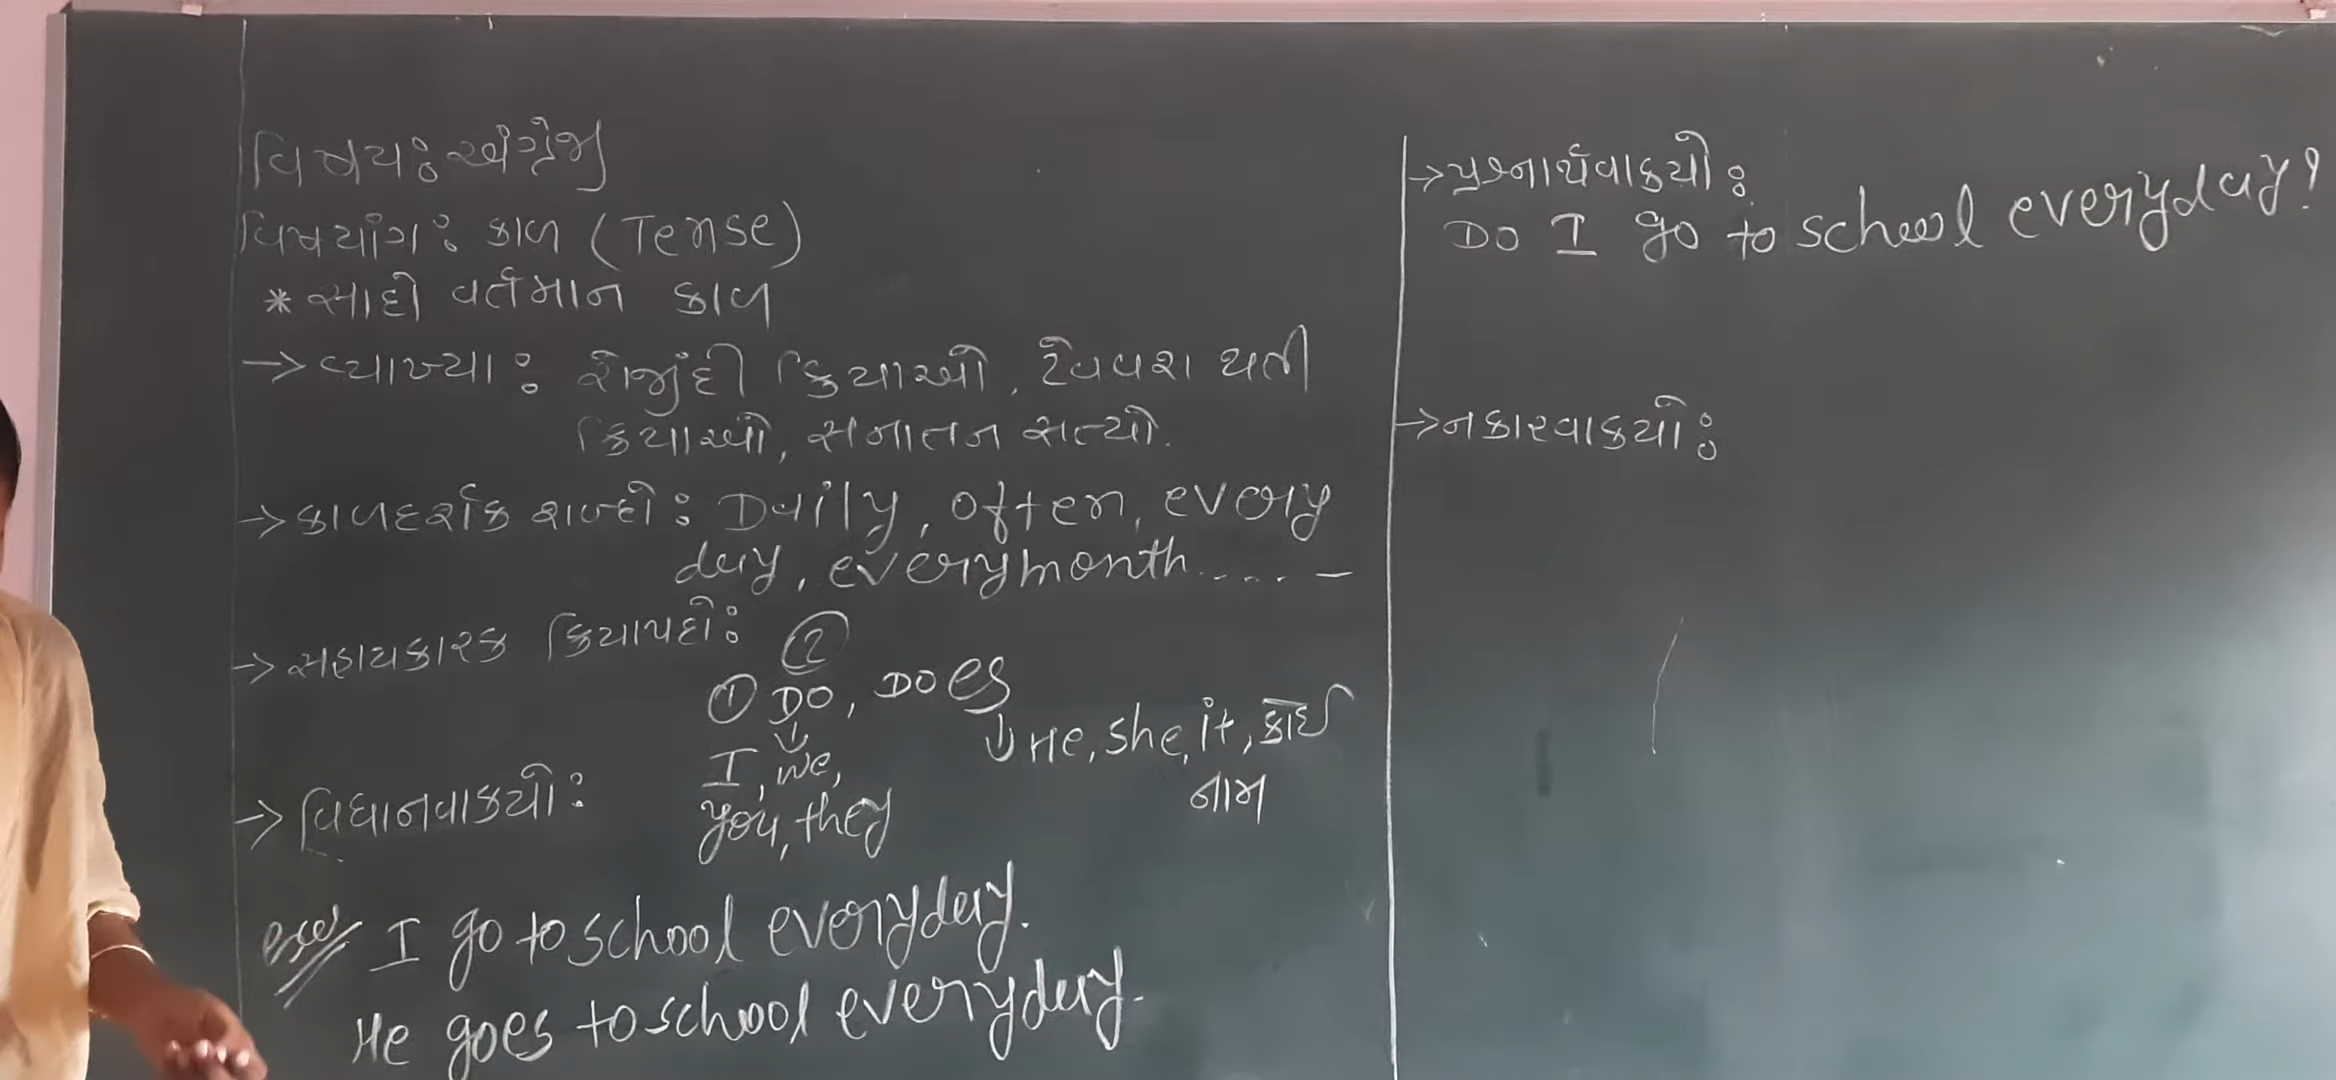 વિષય: અંગ્રેજી
વિષયાંગ: કાળ (Tense)
* સાદો વર્તમાન કાળ
→ વ્યાખ્યા: રોજીંદી ક્રિયાઓ, ટેવવશ થતી
ક્રિયાઓ, સનાતન સત્યો.
→ કાળદર્શક શબ્દો: Daily, often, every
day, everymonth..... -
→ સહાયકારક ક્રિયાપદો: ②
① DO, DOES
↓ ↓ He, she, it, કોઈ
I, we, નામ
you, they
→ વિધાનવાક્યો:
I go to school everyday.
He goes to school everyday.
→ પ્રશ્નાર્થવાક્યો:
DO I go to school everyday?
→ નકારવાક્યો: